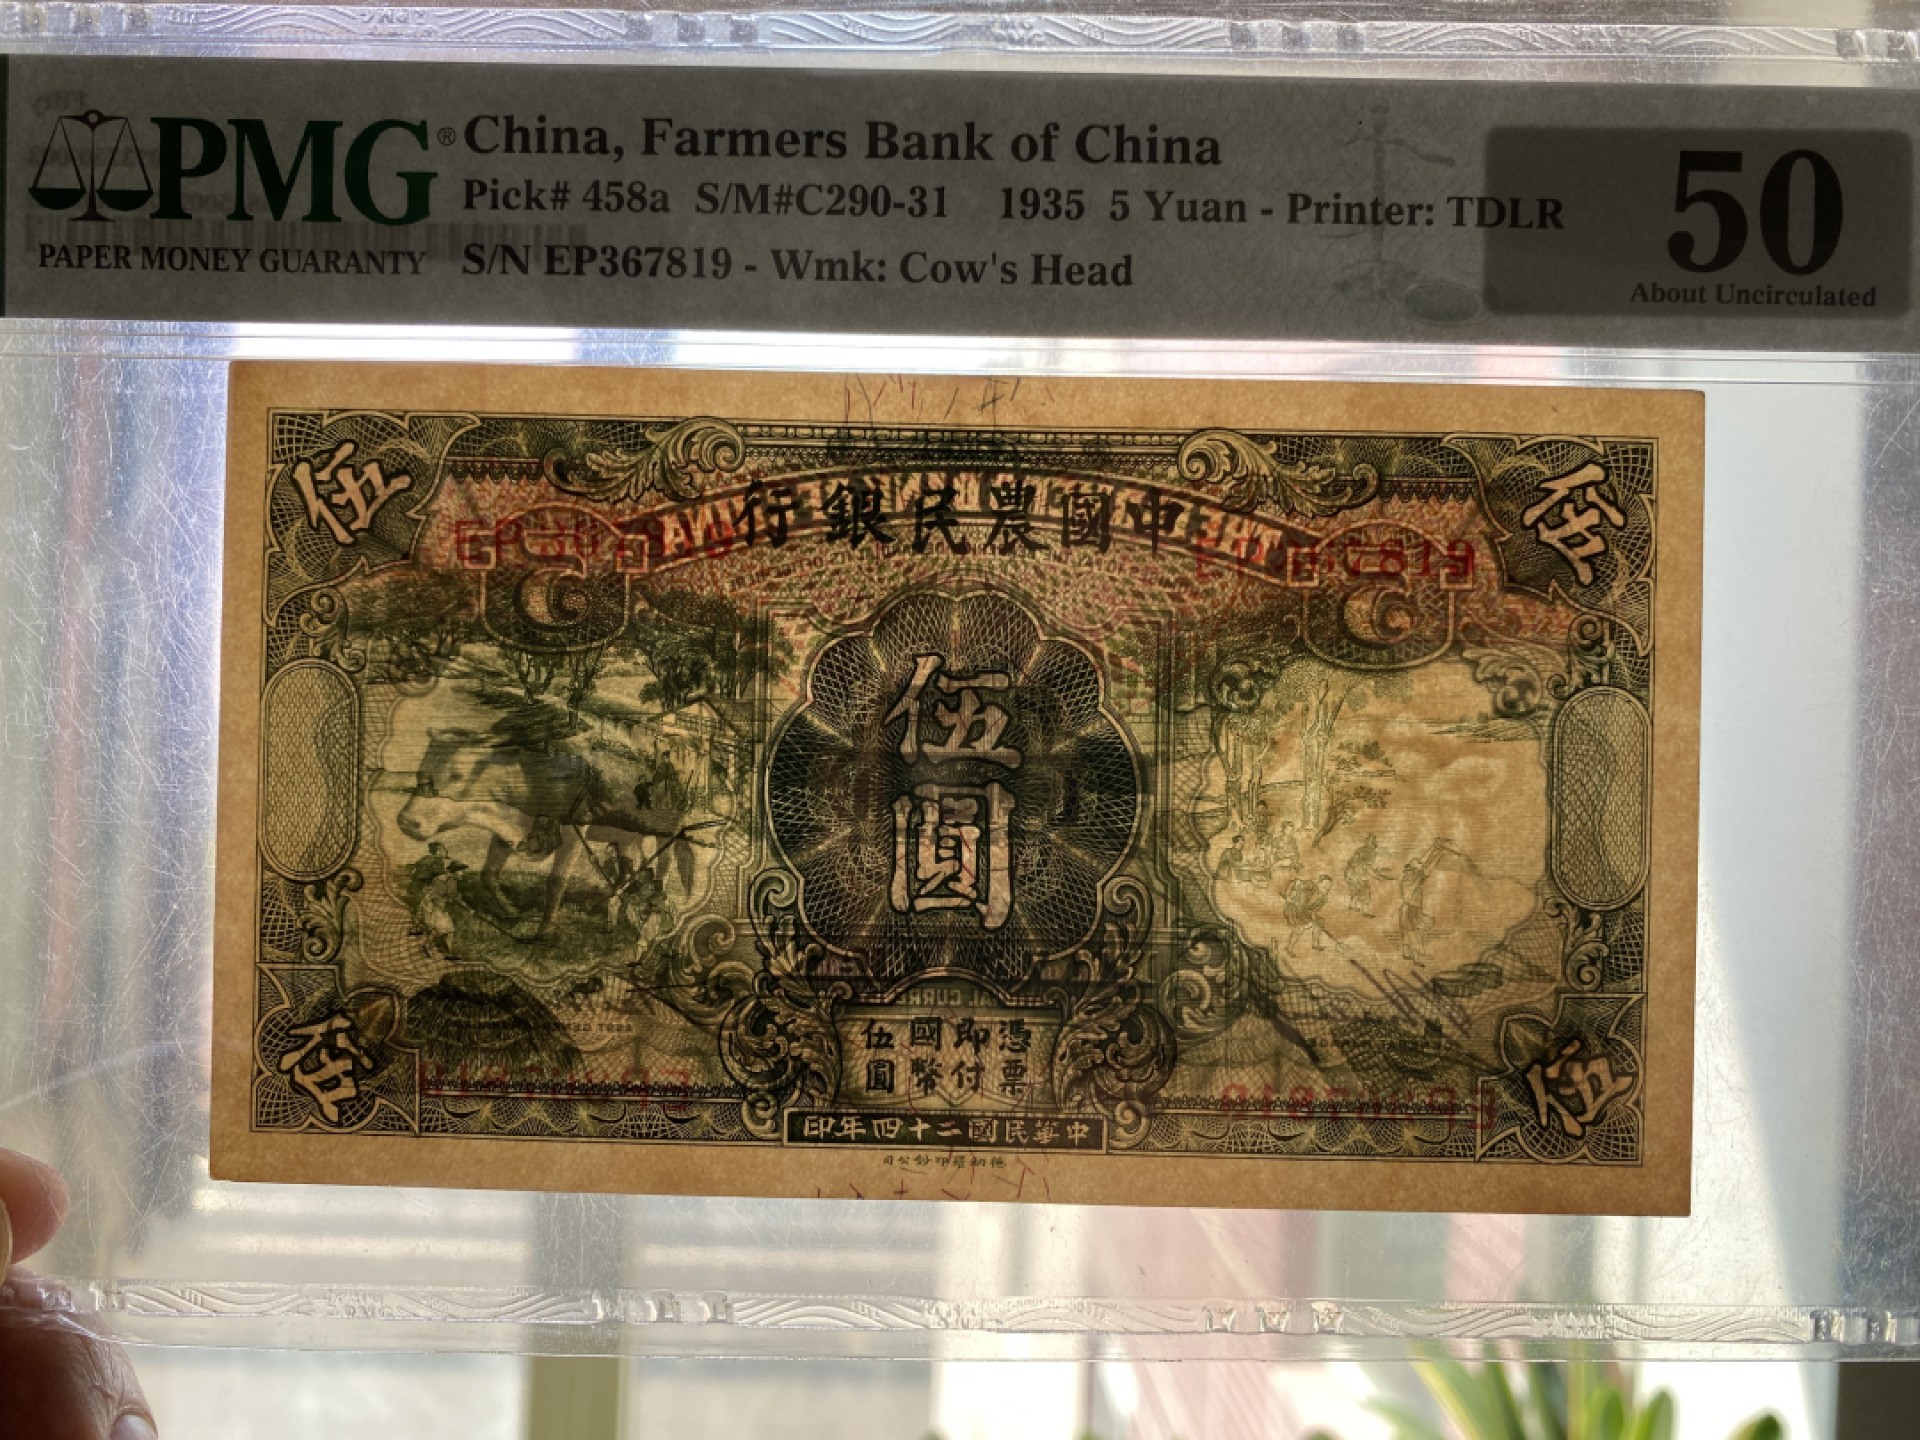 PMG® China, Farmers Bank of China
Pick# 458a S/M#C290-31 1935 5 Yuan - Printer: TDLR
PAPER MONEY GUARANTY S/N EP367819 - Wmk: Cow's Head
50
About Uncirculated
伍 伍
行銀民農國中
5 5
伍
圓
伍國即憑
圓幣付票
伍 伍
印年四十二國民華中